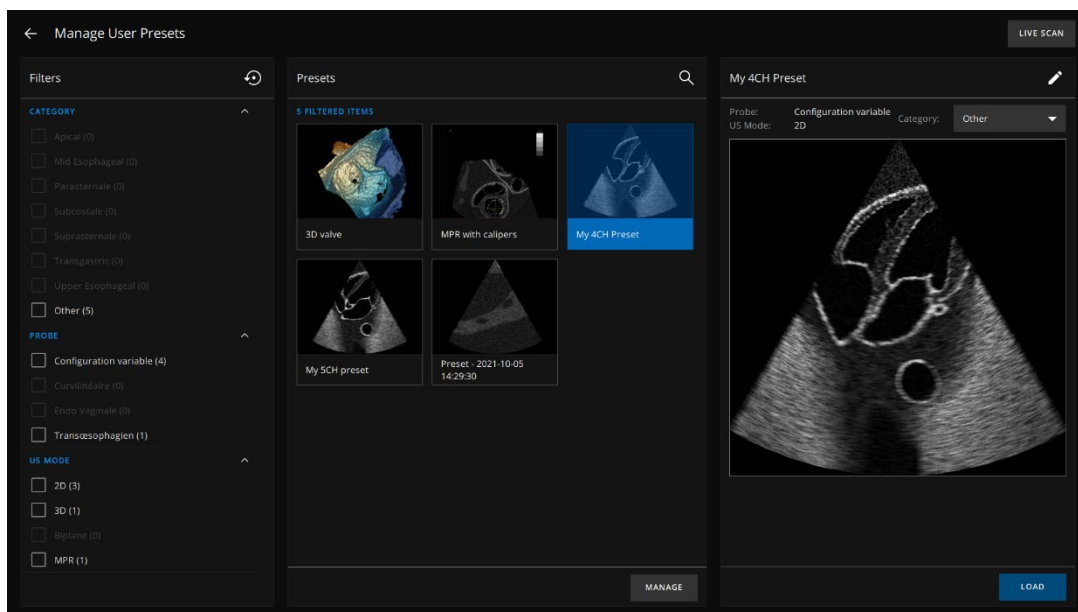 Manage User Presets
LIVE SCAN
Filters
CATEGORY
Apical (0)
Mid Esophageal (0)
Parasternale (0)
Subcostale (0)
Suprasternale (0)
Transgastric (0)
Upper Esophageal (0)
Other (5)
PROBE
Configuration variable (4)
Curvilinéaire (0)
Endo Vaginale (0)
Transœsophagien (1)
US MODE
2D (3)
3D (1)
Biplane (0)
MPR (1)
Presets
5 FILTERED ITEMS
3D valve
MPR with calipers
My 4CH Preset
My 5CH preset
Preset - 2021-10-05
14:29:30
MANAGE
My 4CH Preset
Probe: Configuration variable
US Mode: 2D
Category: Other
LOAD